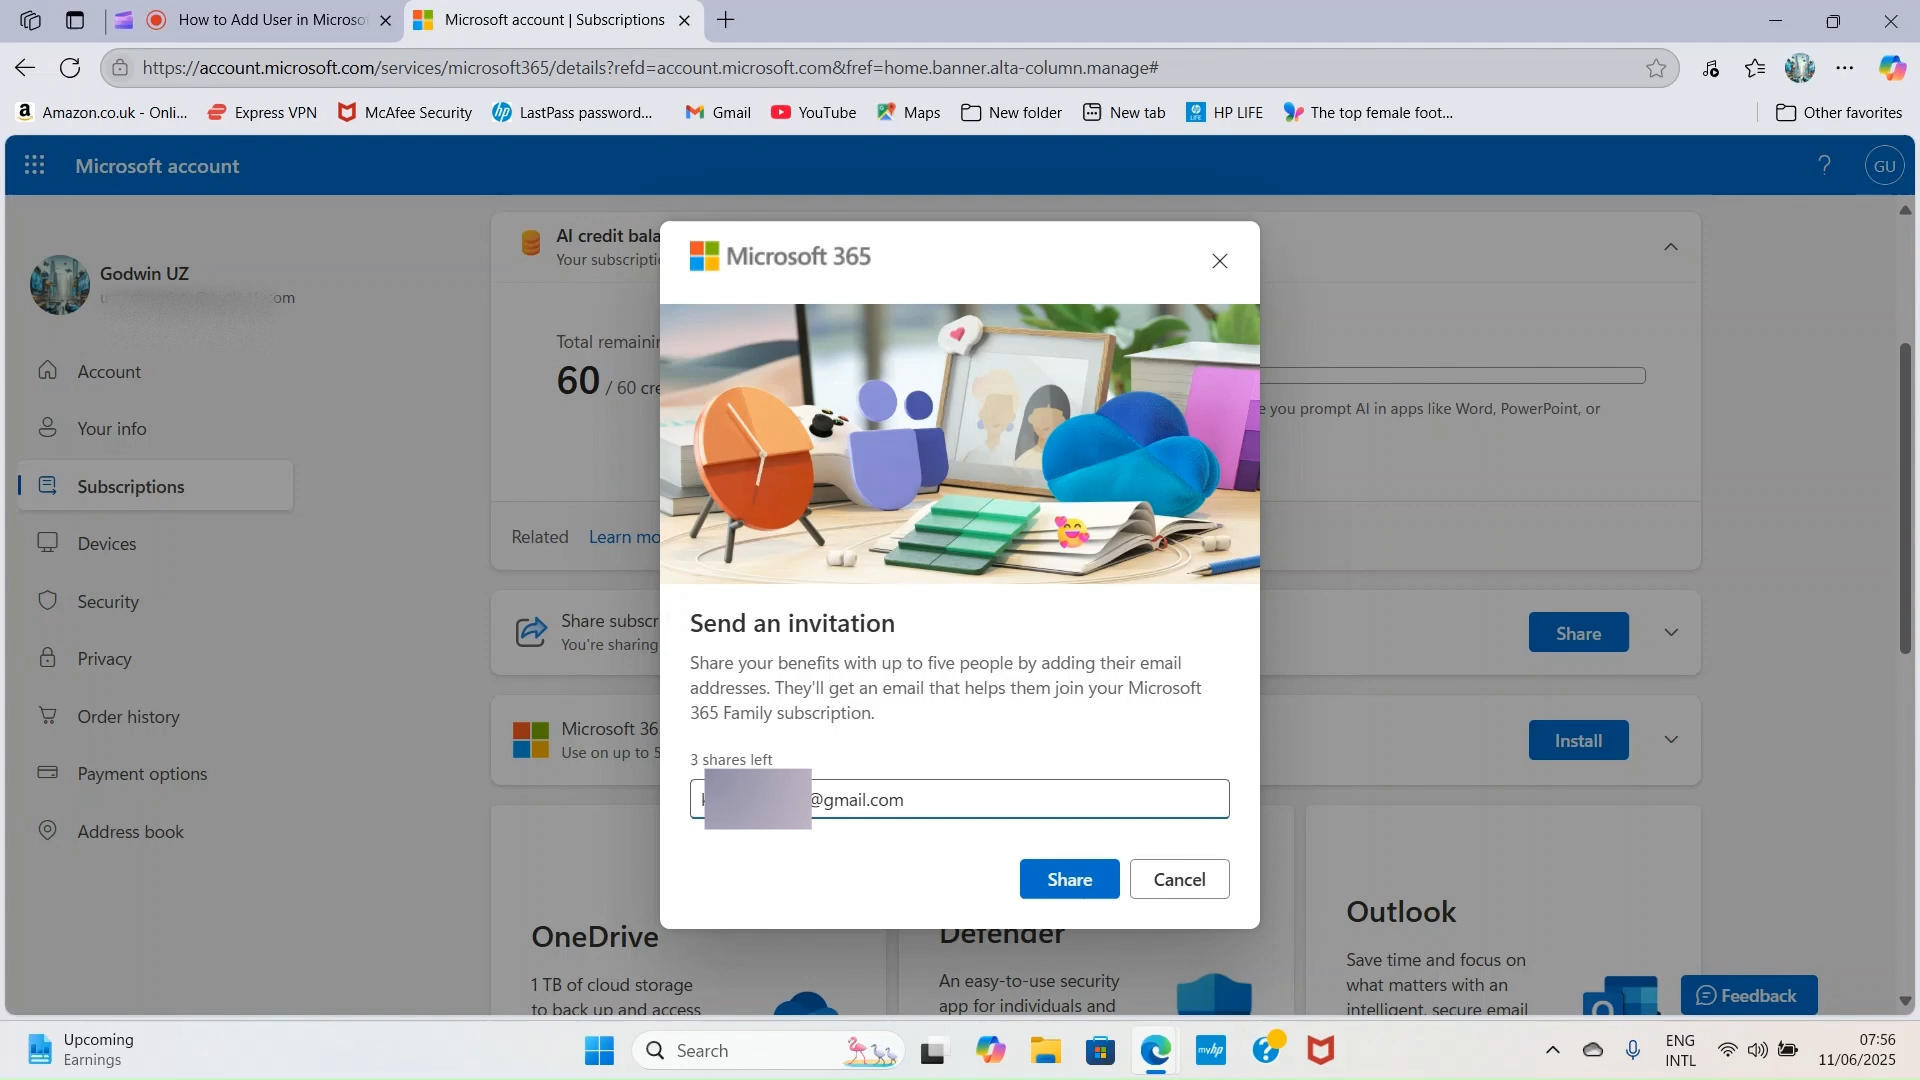 How to Add User in Microso
Microsoft account | Subscriptions
https://account.microsoft.com/services/microsoft365/details?refd=account.microsoft.com&fref=home.banner.alta-column.manage#
Amazon.co.uk - Onli...
Express VPN
McAfee Security
LastPass password...
Gmail
YouTube
Maps
New folder
New tab
HP LIFE
The top female foot...
Other favorites
Microsoft account
?
GU
Godwin UZ
om
Account
Your info
Subscriptions
Devices
Security
Privacy
Order history
Payment options
Address book
AI credit bala
Your subscripti
Total remainin
60 / 60 cre
e you prompt AI in apps like Word, PowerPoint, or
Related Learn mo
Share subscr
You're sharing
Share
Microsoft 36
Use on up to 5
Install
OneDrive
1 TB of cloud storage
to back up and access
Defender
An easy-to-use security
app for individuals and
Outlook
Save time and focus on
what matters with an
intelligent, secure email
Feedback
Microsoft 365
Send an invitation
Share your benefits with up to five people by adding their email
addresses. They'll get an email that helps them join your Microsoft
365 Family subscription.
3 shares left
@gmail.com
Share
Cancel
Upcoming
Earnings
Search
myhp
ENG
INTL
07:56
11/06/2025